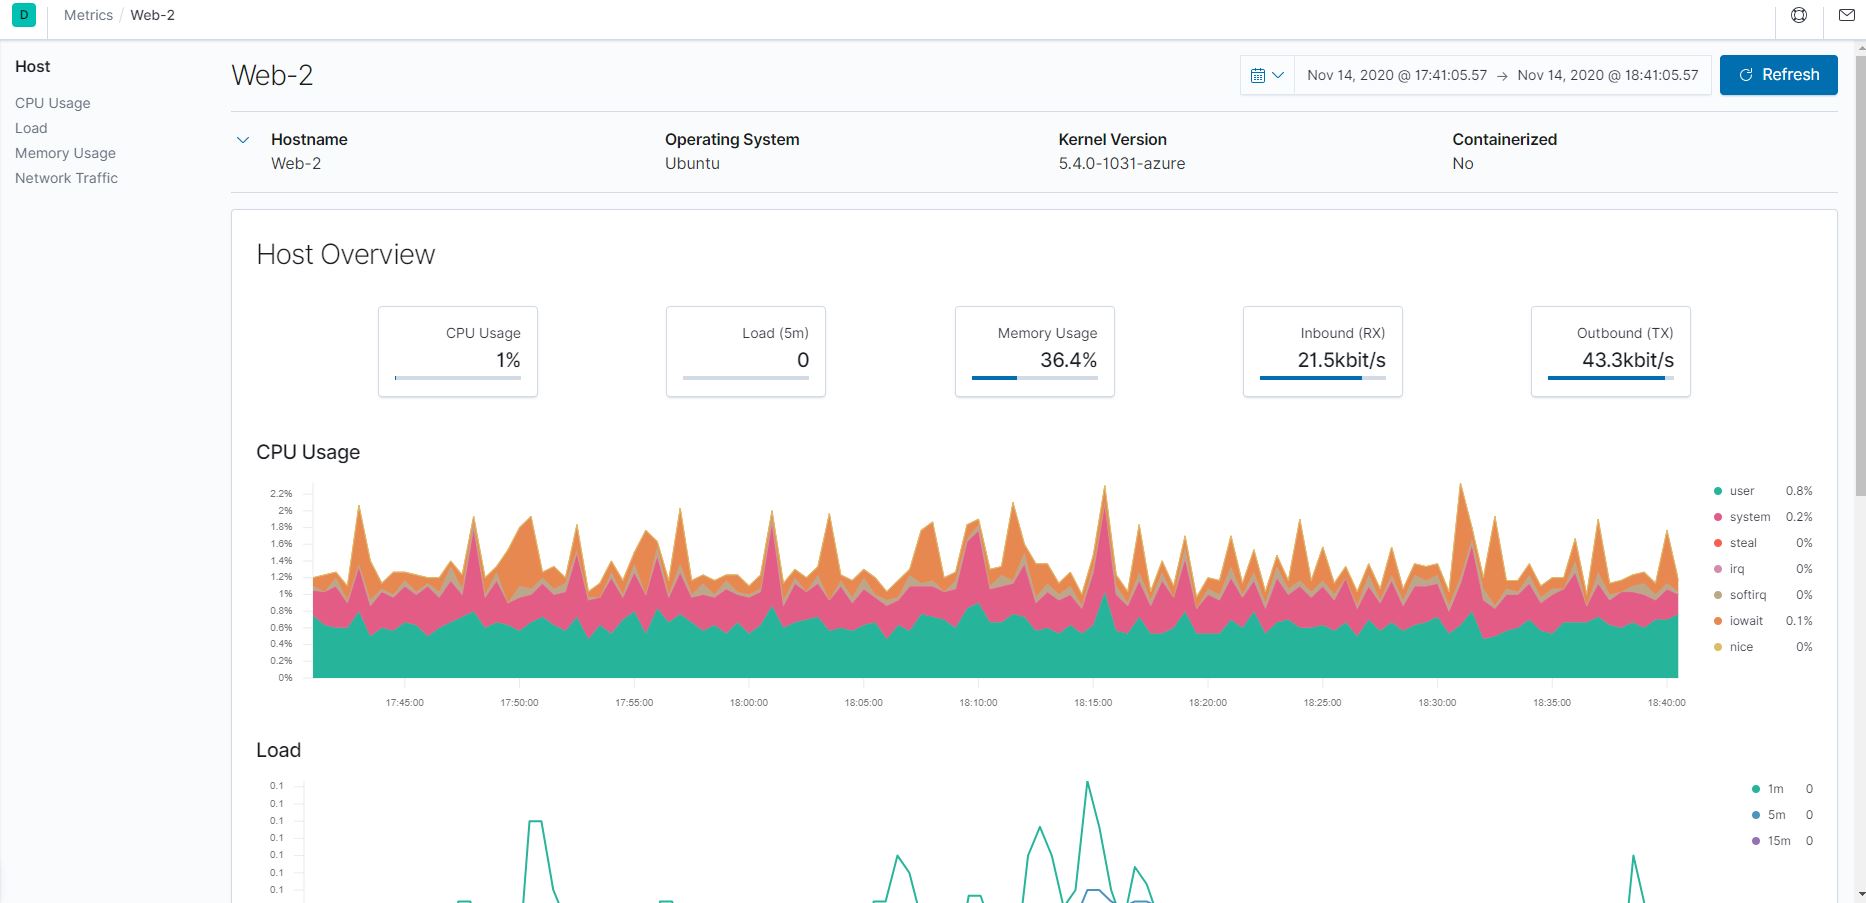 D Metrics / Web-2
Host
CPU Usage
Load
Memory Usage
Network Traffic
Web-2
Nov 14, 2020 @ 17:41:05.57 → Nov 14, 2020 @ 18:41:05.57 Refresh
Hostname Operating System Kernel Version Containerized
Web-2 Ubuntu 5.4.0-1031-azure No
Host Overview
CPU Usage Load (5m) Memory Usage Inbound (RX) Outbound (TX)
1% 0 36.4% 21.5kbit/s 43.3kbit/s
CPU Usage
2.2%
2%
1.8%
1.6%
1.4%
1.2%
1%
0.8%
0.6%
0.4%
0.2%
0%
17:45:00 17:50:00 17:55:00 18:00:00 18:05:00 18:10:00 18:15:00 18:20:00 18:25:00 18:30:00 18:35:00 18:40:00
user 0.8%
system 0.2%
steal 0%
irq 0%
softirq 0%
iowait 0.1%
nice 0%
Load
0.1
0.1
0.1
0.1
0.1
0.1
0.1
1m 0
5m 0
15m 0